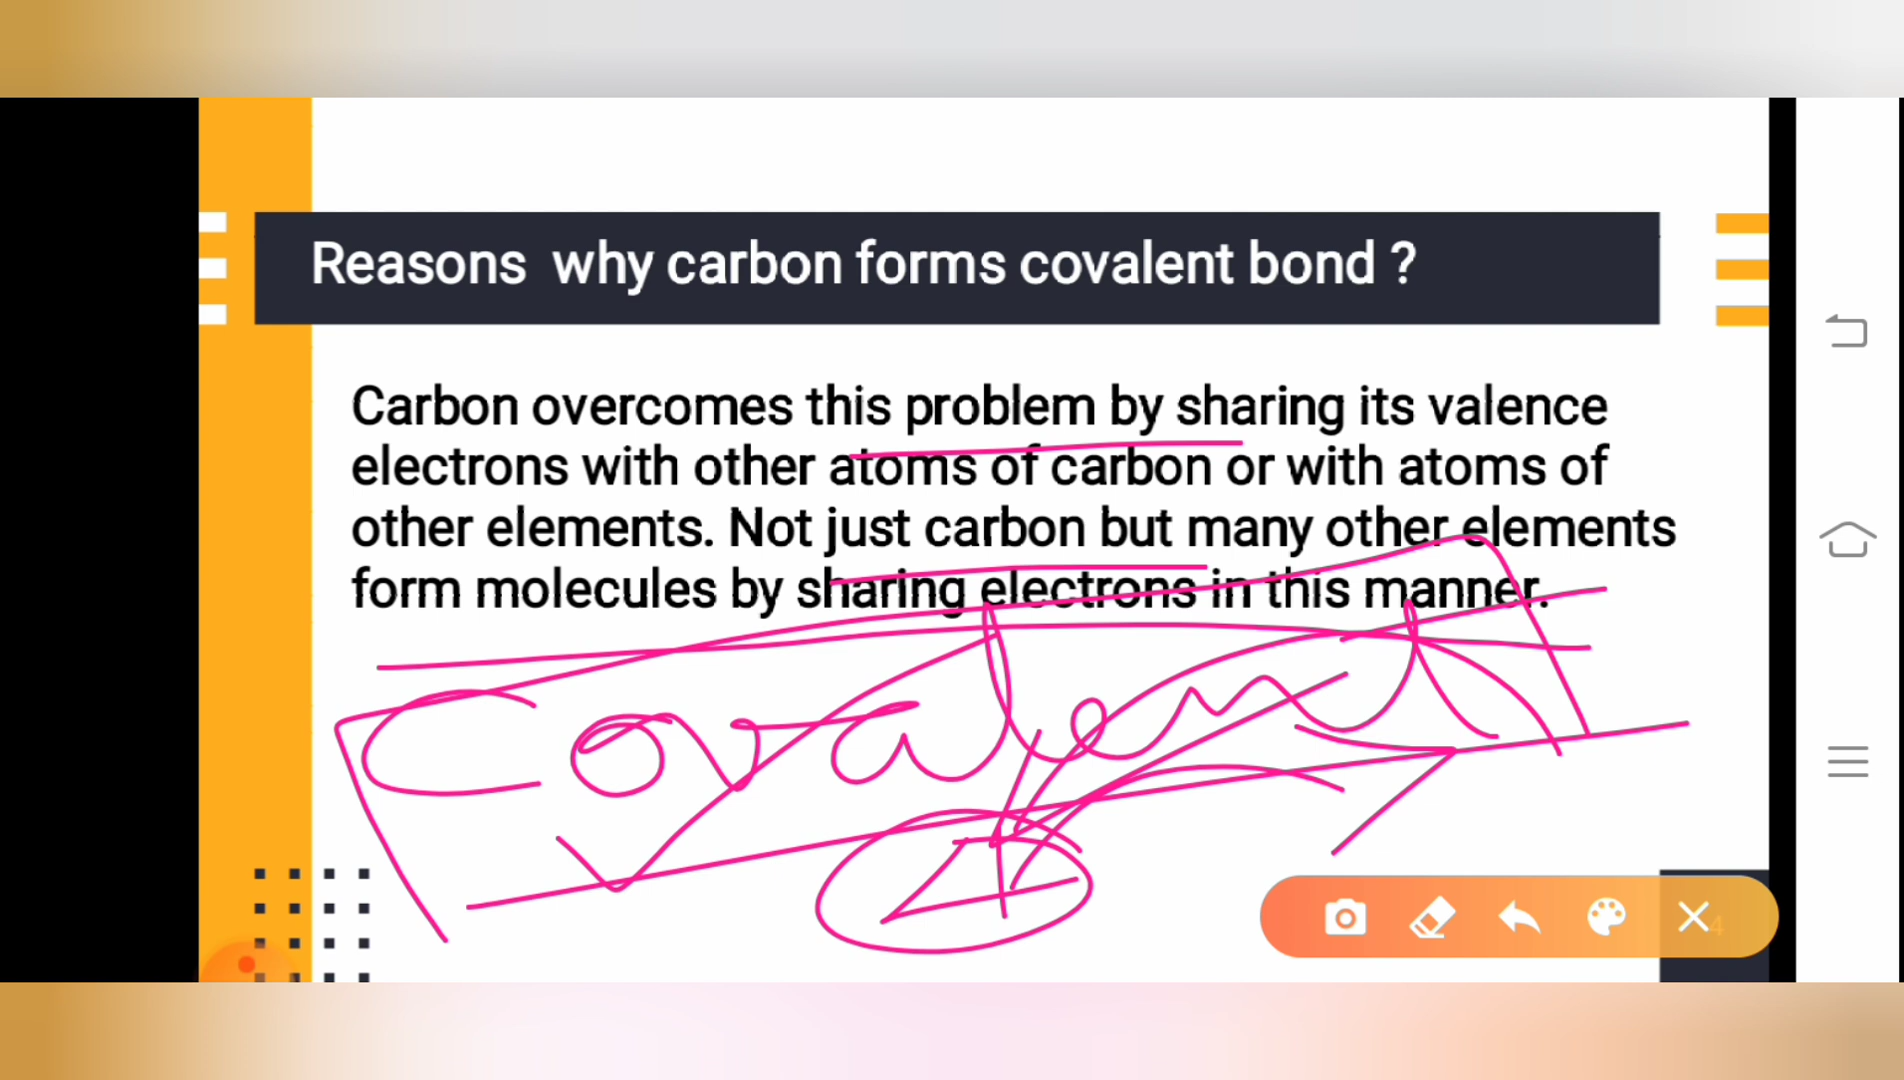 Reasons why carbon forms covalent bond ?
Carbon overcomes this problem by sharing its valence
electrons with other atoms of carbon or with atoms of
other elements. Not just carbon but many other elements
form molecules by sharing electrons in this manner.
Covalent
4
4